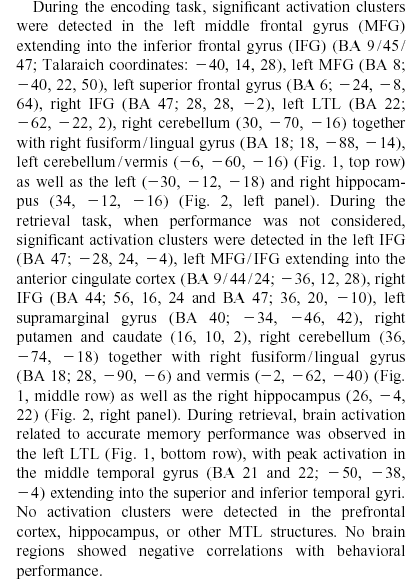 During the encoding task, significant activation clusters
were detected in the left middle frontal gyrus (MFG)
extending into the inferior frontal gyrus (IFG) (BA 9/45/
47; Talaraich coordinates: −40, 14, 28), left MFG (BA 8;
−40, 22, 50), left superior frontal gyrus (BA 6; −24, −8,
64), right IFG (BA 47; 28, 28, −2), left LTL (BA 22;
−62, −22, 2), right cerebellum (30, −70, −16) together
with right fusiform/lingual gyrus (BA 18; 18, −88, −14),
left cerebellum/vermis (−6, −60, −16) (Fig. 1, top row)
as well as the left (−30, −12, −18) and right hippocam-
pus (34, −12, −16) (Fig. 2, left panel). During the
retrieval task, when performance was not considered,
significant activation clusters were detected in the left IFG
(BA 47; −28, 24, −4), left MFG/IFG extending into the
anterior cingulate cortex (BA 9/44/24; −36, 12, 28), right
IFG (BA 44; 56, 16, 24 and BA 47; 36, 20, −10), left
supramarginal gyrus (BA 40; −34, −46, 42), right
putamen and caudate (16, 10, 2), right cerebellum (36,
−74, −18) together with right fusiform/lingual gyrus
(BA 18; 28, −90, −6) and vermis (−2, −62, −40) (Fig.
1, middle row) as well as the right hippocampus (26, −4,
22) (Fig. 2, right panel). During retrieval, brain activation
related to accurate memory performance was observed in
the left LTL (Fig. 1, bottom row), with peak activation in
the middle temporal gyrus (BA 21 and 22; −50, −38,
−4) extending into the superior and inferior temporal gyri.
No activation clusters were detected in the prefrontal
cortex, hippocampus, or other MTL structures. No brain
regions showed negative correlations with behavioral
performance.